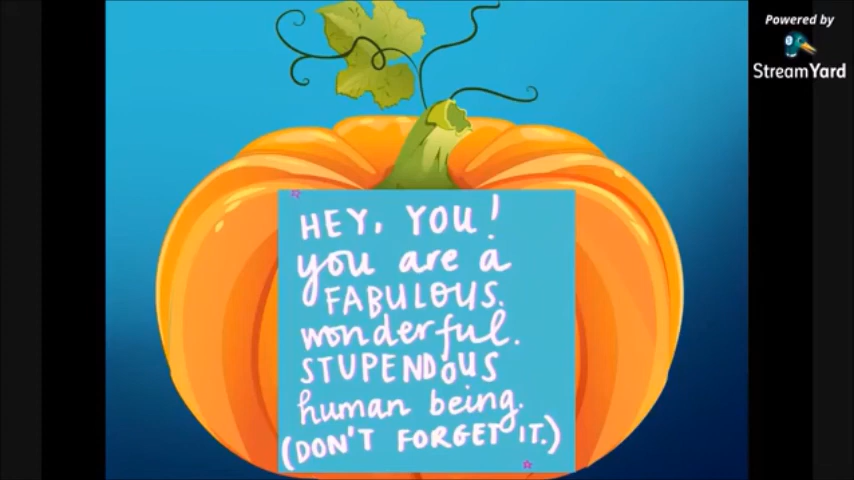 Powered by
StreamYard
HEY, YOU!
you are a
FABULOUS.
wonderful.
STUPENDOUS
human being.
(DON'T FORGET IT.)